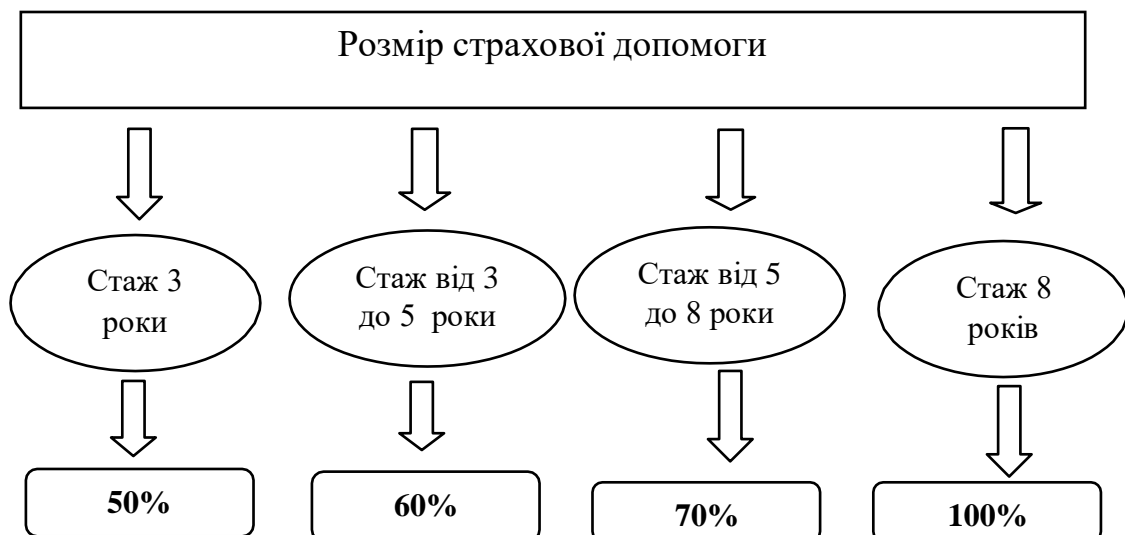 Розмір страхової допомоги
Стаж 3
роки
Стаж від 3
до 5 роки
Стаж від 5
до 8 роки
Стаж 8
років
50%
60%
70%
100%